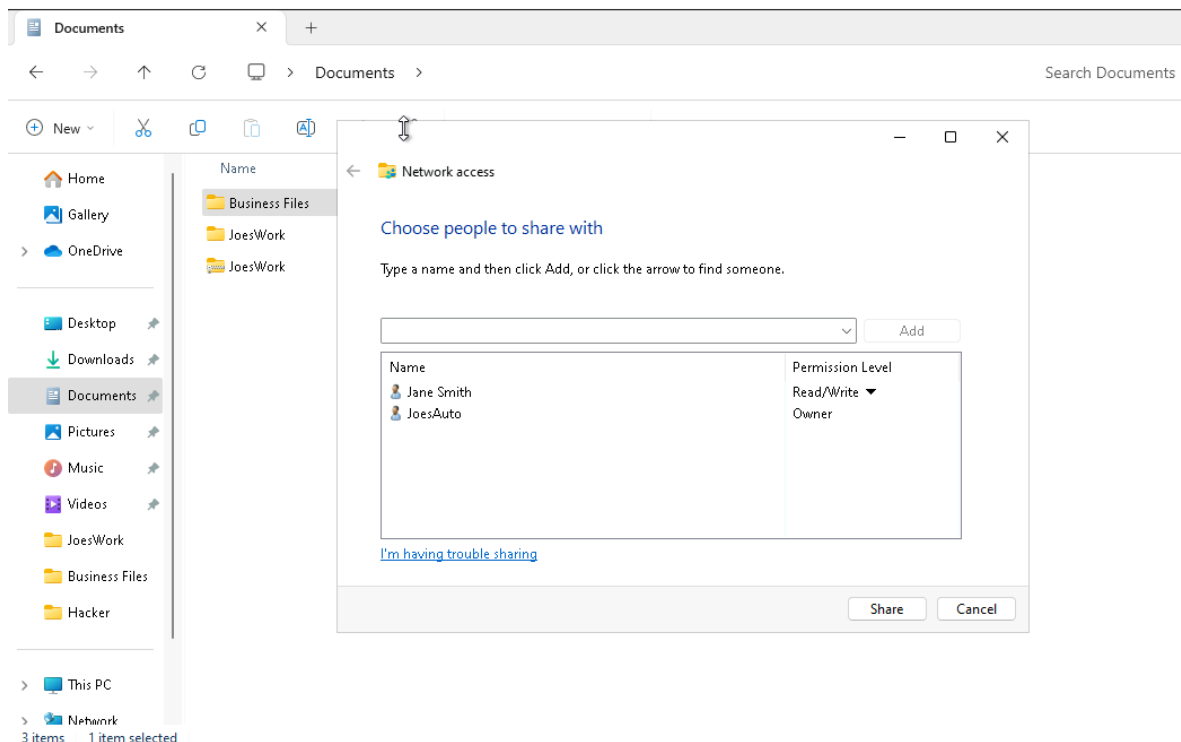 Documents
Documents
Search Documents
New
Home
Gallery
OneDrive
Desktop
Downloads
Documents
Pictures
Music
Videos
JoesWork
Business Files
Hacker
This PC
Network
Name
Business Files
JoesWork
JoesWork
Network access
Choose people to share with
Type a name and then click Add, or click the arrow to find someone.
Add
Name Permission Level
Jane Smith Read/Write
JoesAuto Owner
I'm having trouble sharing
Share Cancel
3 items 1 item selected